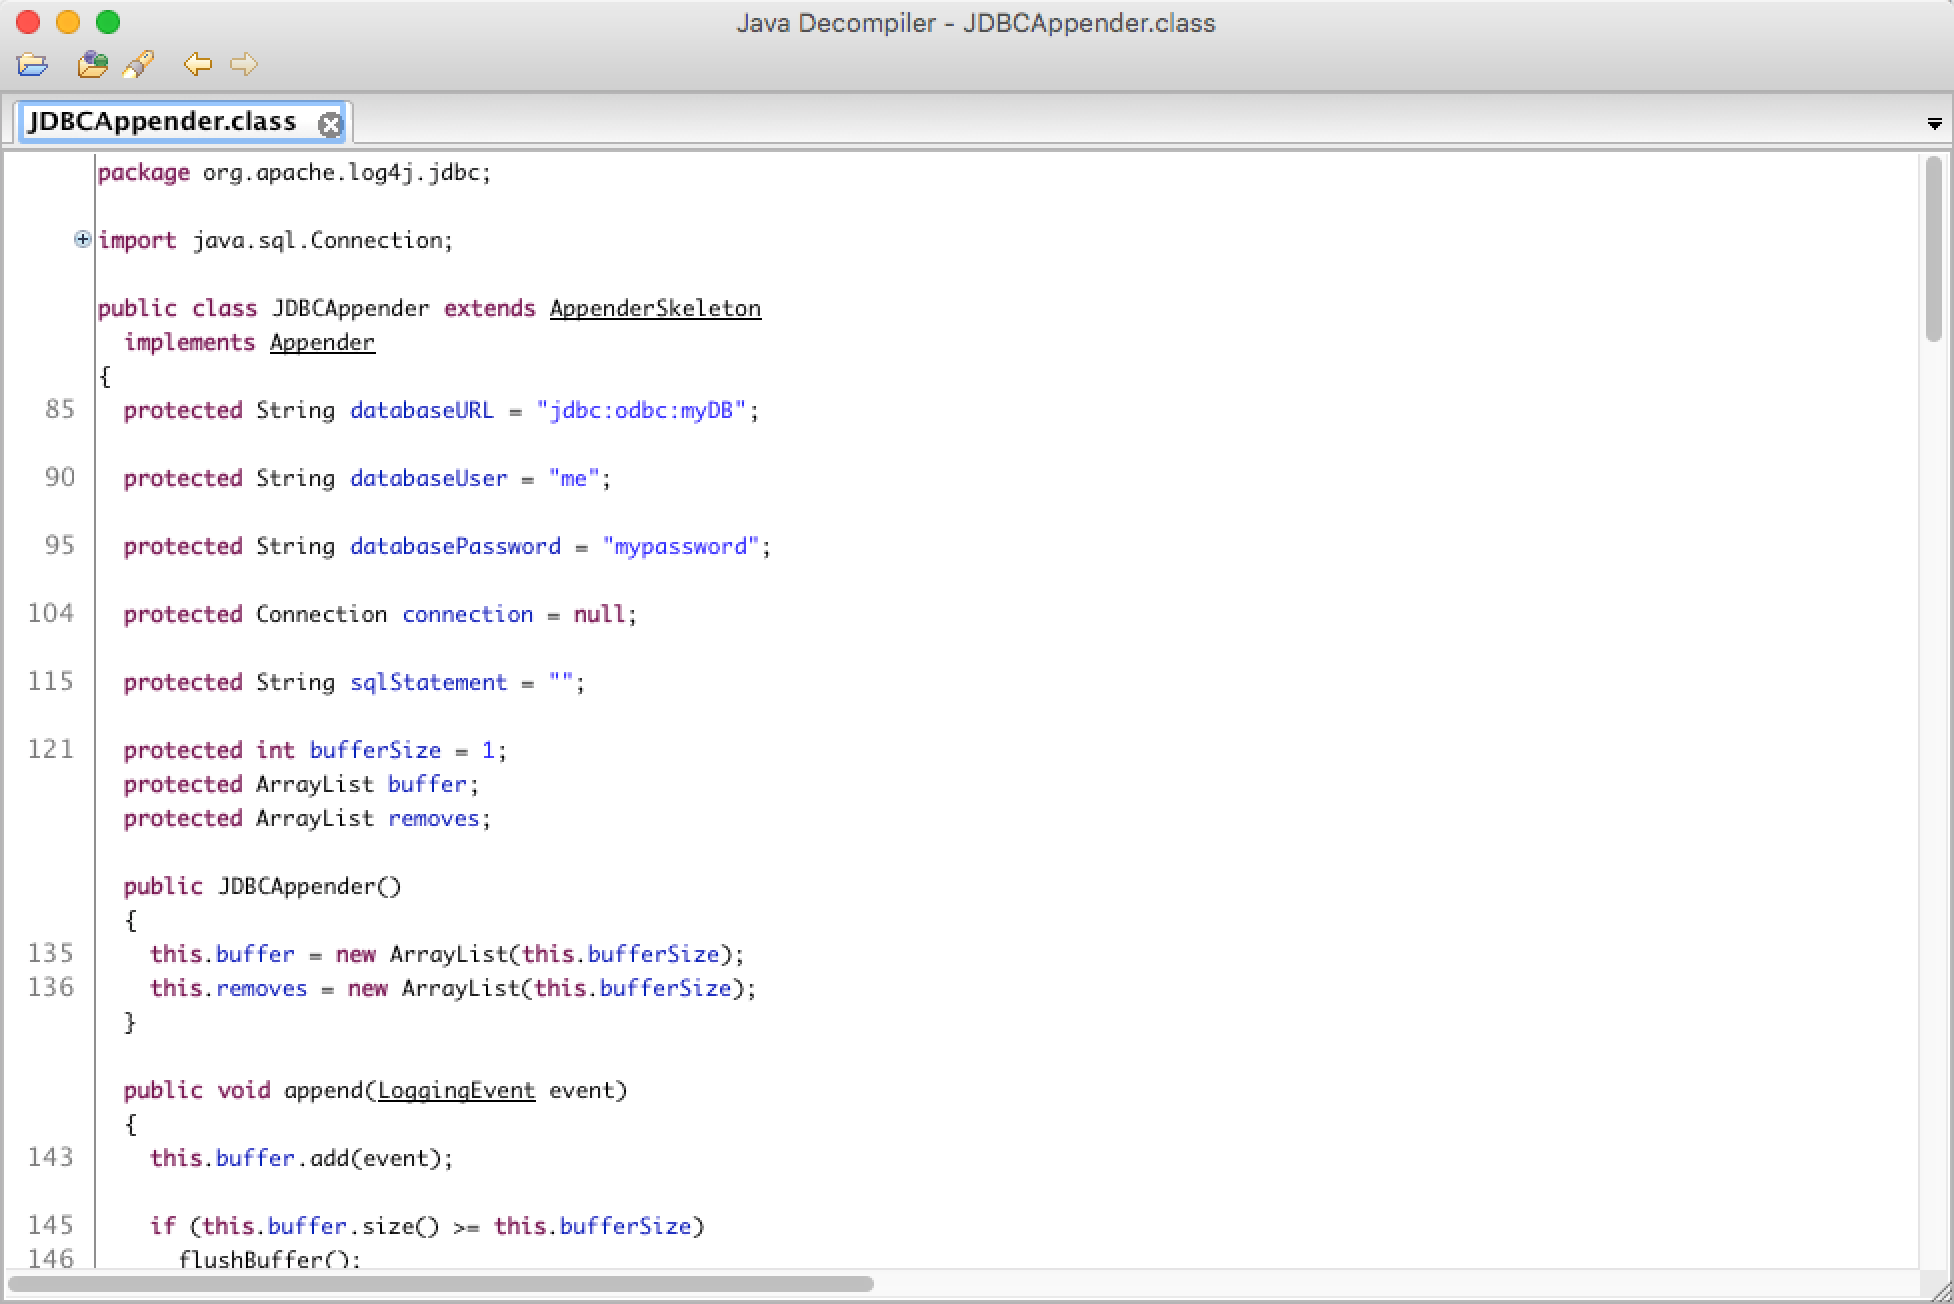 Java Decompiler - JDBCAppender.class
JDBCAppender.class
package org.apache.log4j.jdbc;
import java.sql.Connection;
public class JDBCAppender extends AppenderSkeleton
implements Appender
{
85 protected String databaseURL = "jdbc:odbc:myDB";
90 protected String databaseUser = "me";
95 protected String databasePassword = "mypassword";
104 protected Connection connection = null;
115 protected String sqlStatement = "";
121 protected int bufferSize = 1;
protected ArrayList buffer;
protected ArrayList removes;
public JDBCAppender()
{
135 this.buffer = new ArrayList(this.bufferSize);
136 this.removes = new ArrayList(this.bufferSize);
}
public void append(LoggingEvent event)
{
143 this.buffer.add(event);
145 if (this.buffer.size() >= this.bufferSize)
146 flushBuffer();